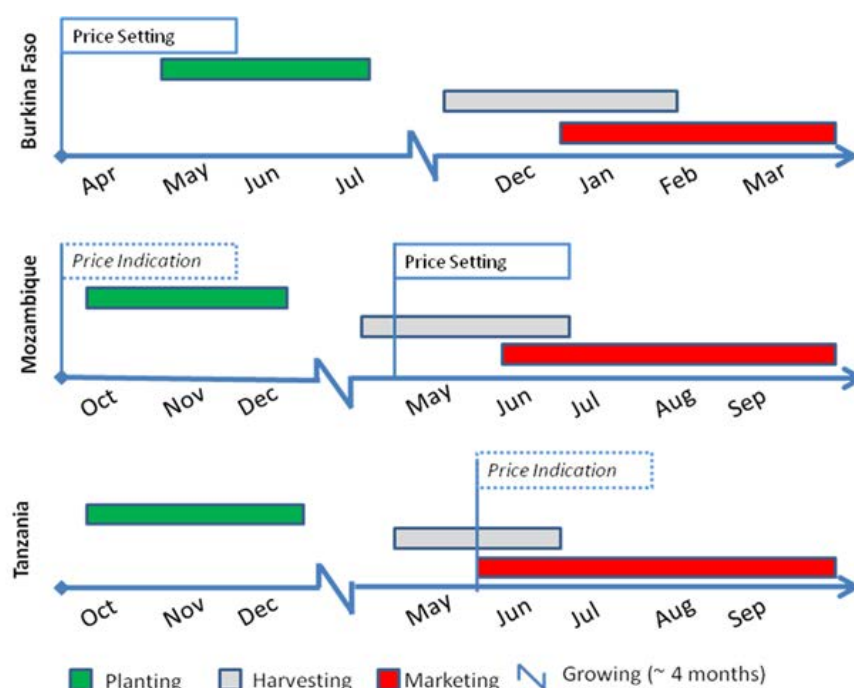 Burkina Faso
Price Setting
Apr May Jun Jul Dec Jan Feb Mar
Mozambique
Price Indication
Price Setting
Oct Nov Dec May Jun Jul Aug Sep
Tanzania
Price Indication
Oct Nov Dec May Jun Jul Aug Sep
Planting Harvesting Marketing Growing (~ 4 months)